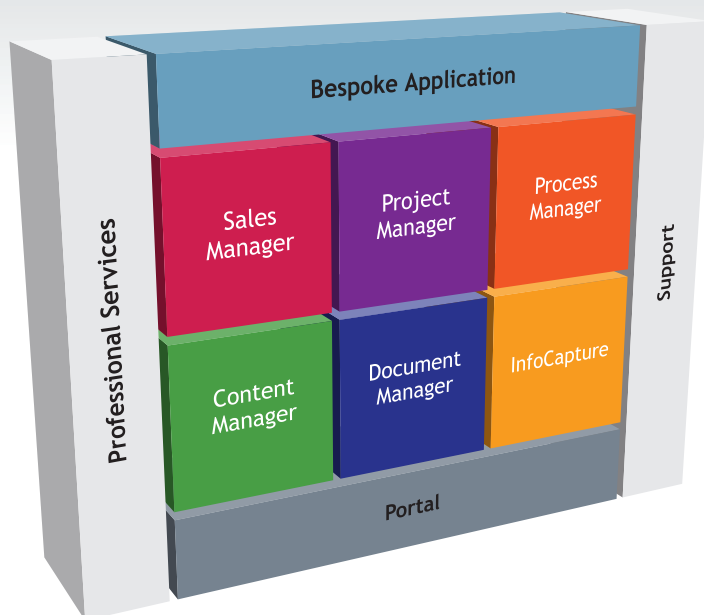 Bespoke Application
Professional Services
Sales
Manager
Project
Manager
Process
Manager
Support
Content
Manager
Document
Manager
InfoCapture
Portal